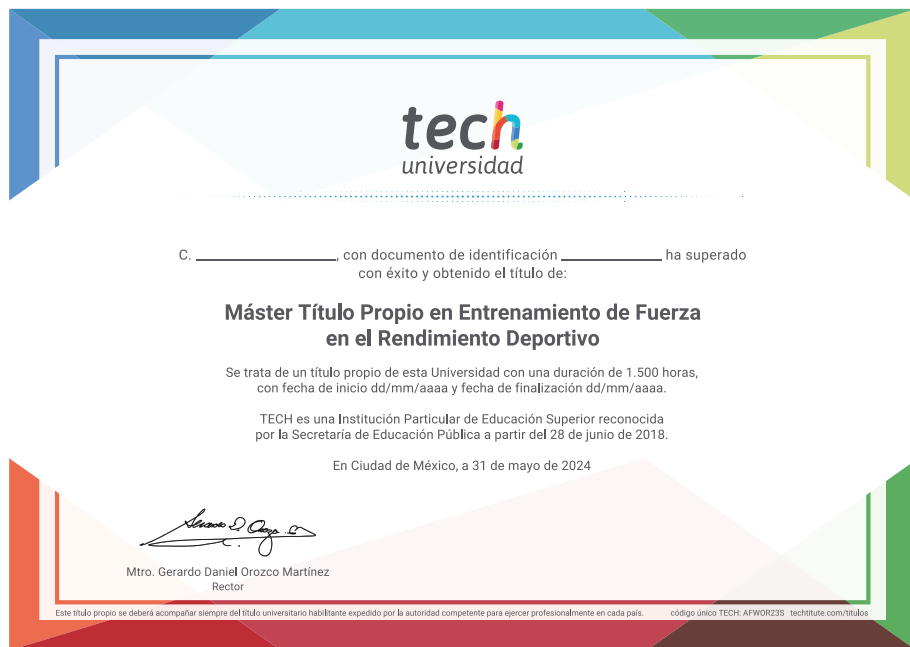 tech
universidad
C. ________________, con documento de identificación ____________ ha superado
con éxito y obtenido el título de:
Máster Título Propio en Entrenamiento de Fuerza
en el Rendimiento Deportivo
Se trata de un título propio de esta Universidad con una duración de 1.500 horas,
con fecha de inicio dd/mm/aaaa y fecha de finalización dd/mm/aaaa.
TECH es una Institución Particular de Educación Superior reconocida
por la Secretaría de Educación Pública a partir del 28 de junio de 2018.
En Ciudad de México, a 31 de mayo de 2024
Mtro. Gerardo Daniel Orozco Martínez
Rector
Este título propio se deberá acompañar siempre del título universitario habilitante expedido por la autoridad competente para ejercer profesionalmente en cada país. código único TECH: AFWOR23S techtitute.com/titulos